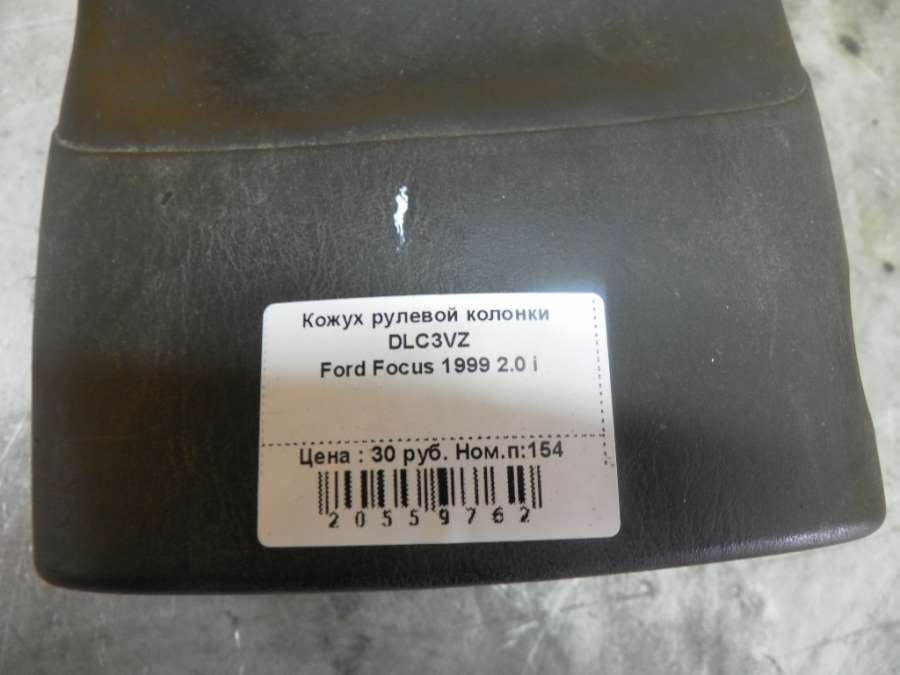 Кожух рулевой колонки
DLC3VZ
Ford Focus 1999 2.0 i
Цена : 30 руб. Ном.п:154
20559762